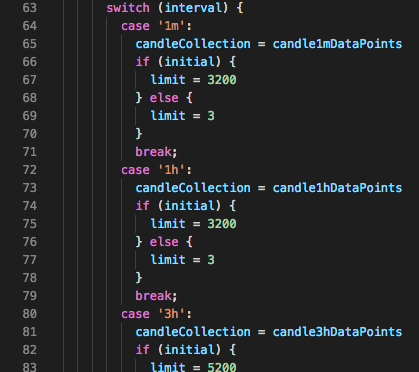 63 switch (interval) {
64 case '1m':
65 candleCollection = candle1mDataPoints
66 if (initial) {
67 limit = 3200
68 } else {
69 limit = 3
70 }
71 break;
72 case '1h':
73 candleCollection = candle1hDataPoints
74 if (initial) {
75 limit = 3200
76 } else {
77 limit = 3
78 }
79 break;
80 case '3h':
81 candleCollection = candle3hDataPoints
82 if (initial) {
83 limit = 5200